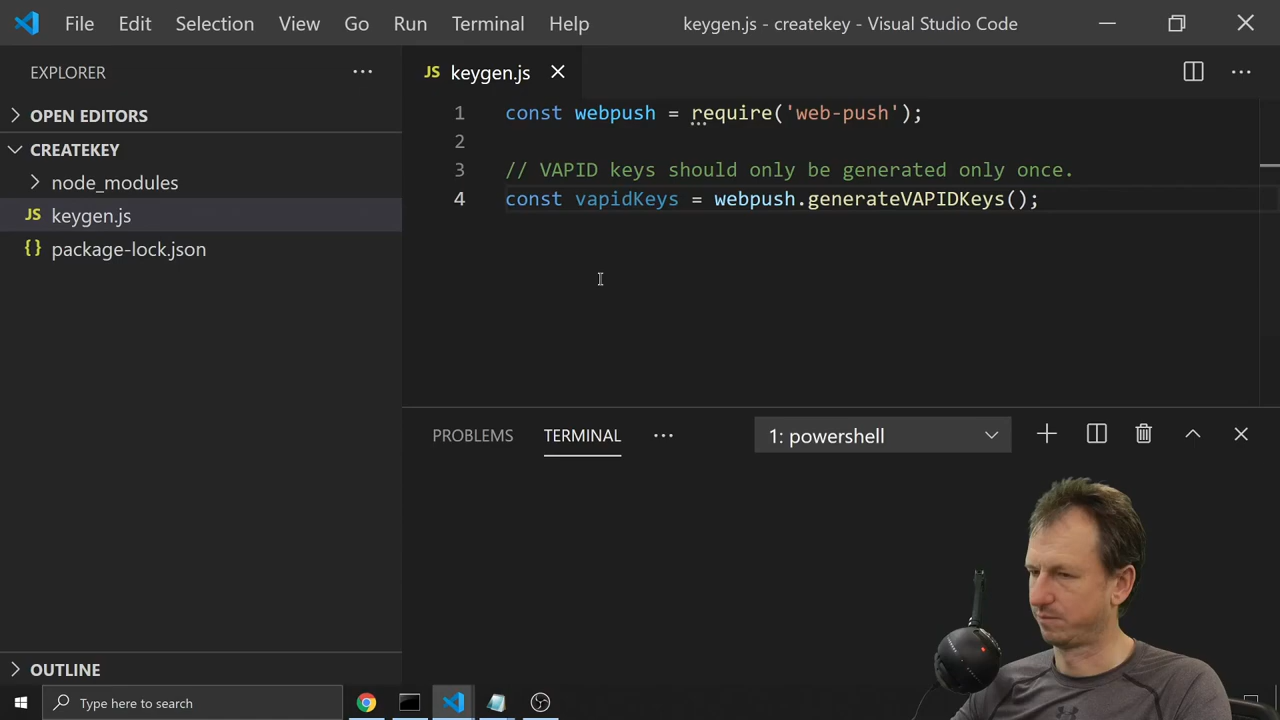 File Edit Selection View Go Run Terminal Help keygen.js - createkey - Visual Studio Code
EXPLORER
JS keygen.js
OPEN EDITORS
CREATEKEY
node_modules
JS keygen.js
{} package-lock.json
1 const webpush = require('web-push');
2
3 // VAPID keys should only be generated only once.
4 const vapidKeys = webpush.generateVAPIDKeys();
PROBLEMS TERMINAL 1: powershell
OUTLINE
Type here to search